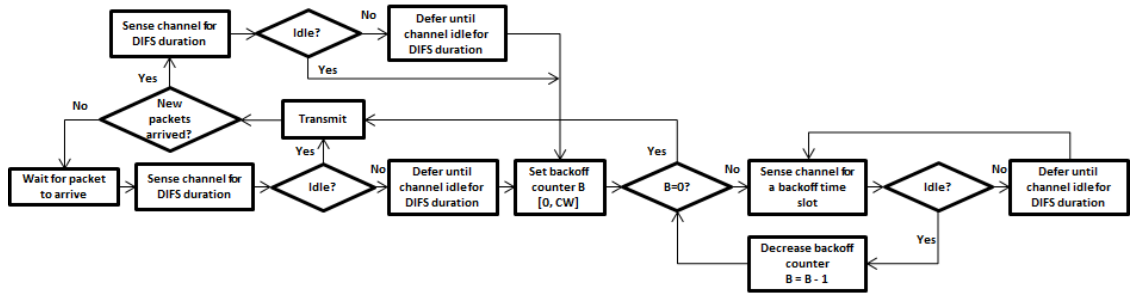 Sense channel for
DIFS duration
Idle?
No
Defer until
channel idle for
DIFS duration
Yes
Yes
No
New
packets
arrived?
Transmit
Yes
Wait for packet
to arrive
Sense channel for
DIFS duration
Idle?
No
Defer until
channel idle for
DIFS duration
Set backoff
counter B
[0, CW]
Yes
B=0?
No
Sense channel for
a backoff time
slot
Idle?
No
Defer until
channel idle for
DIFS duration
Yes
Decrease backoff
counter
B = B - 1